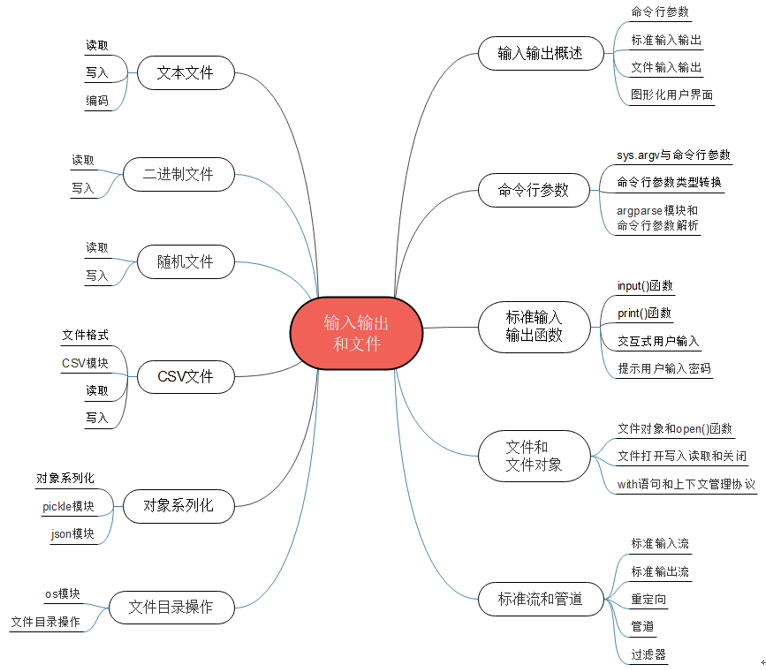 输入输出
和文件
输入输出概述
命令行参数
标准输入输出
文件输入输出
图形化用户界面
命令行参数
sys.argv与命令行参数
命令行参数类型转换
argparse模块和
命令行参数解析
标准输入
输出函数
input()函数
print()函数
交互式用户输入
提示用户输入密码
文件和
文件对象
文件对象和open()函数
文件打开写入读取和关闭
with语句和上下文管理协议
标准流和管道
标准输入流
标准输出流
重定向
管道
过滤器
文本文件
读取
写入
编码
二进制文件
读取
写入
随机文件
读取
写入
CSV文件
文件格式
CSV模块
读取
写入
对象系列化
对象系列化
pickle模块
json模块
文件目录操作
os模块
文件目录操作